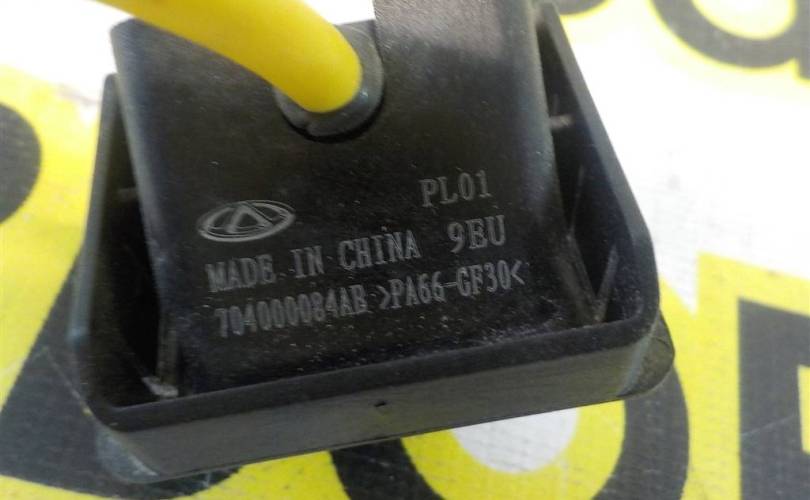 PL01
MADE IN CHINA 9EU
704000084AB >PA66-GF30<